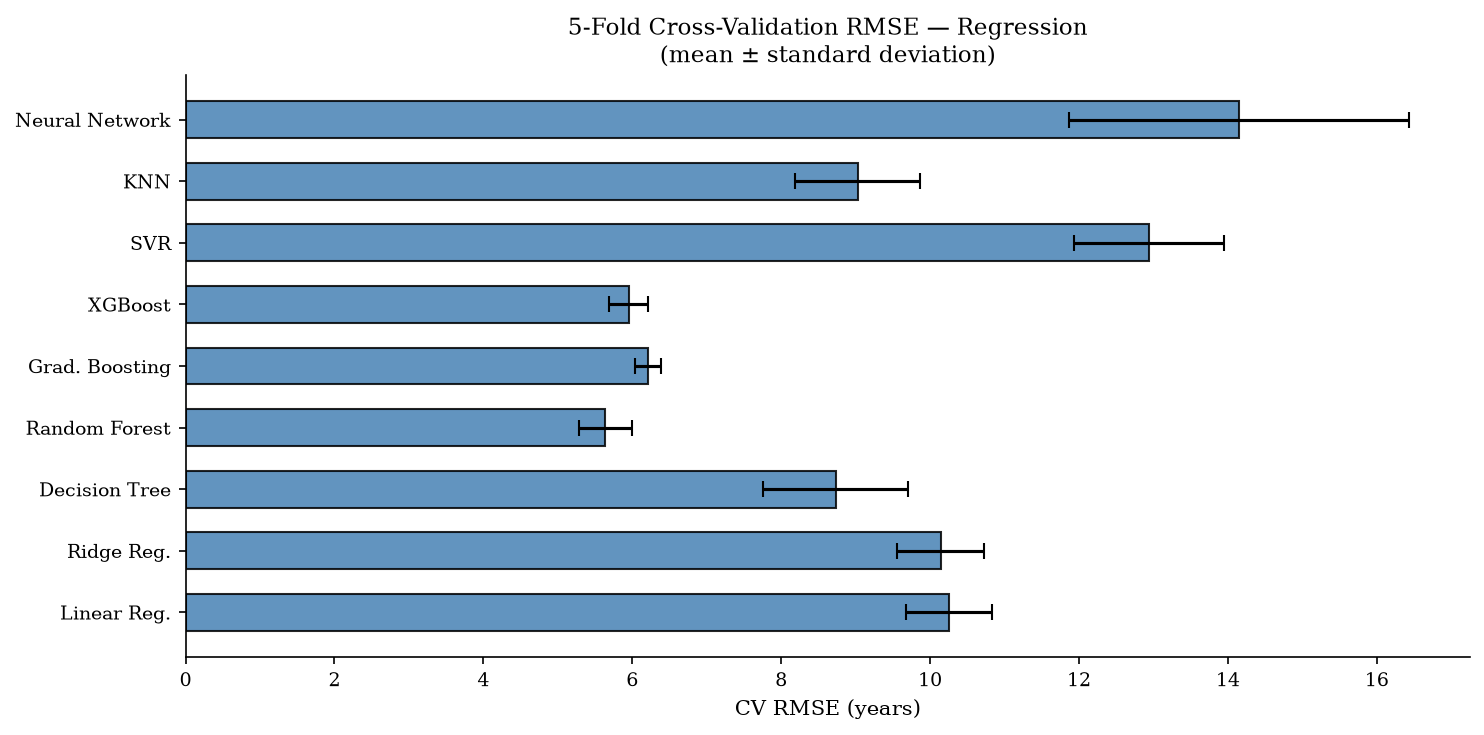 5-Fold Cross-Validation RMSE — Regression
(mean ± standard deviation)
Neural Network
KNN
SVR
XGBoost
Grad. Boosting
Random Forest
Decision Tree
Ridge Reg.
Linear Reg.
0 2 4 6 8 10 12 14 16
CV RMSE (years)